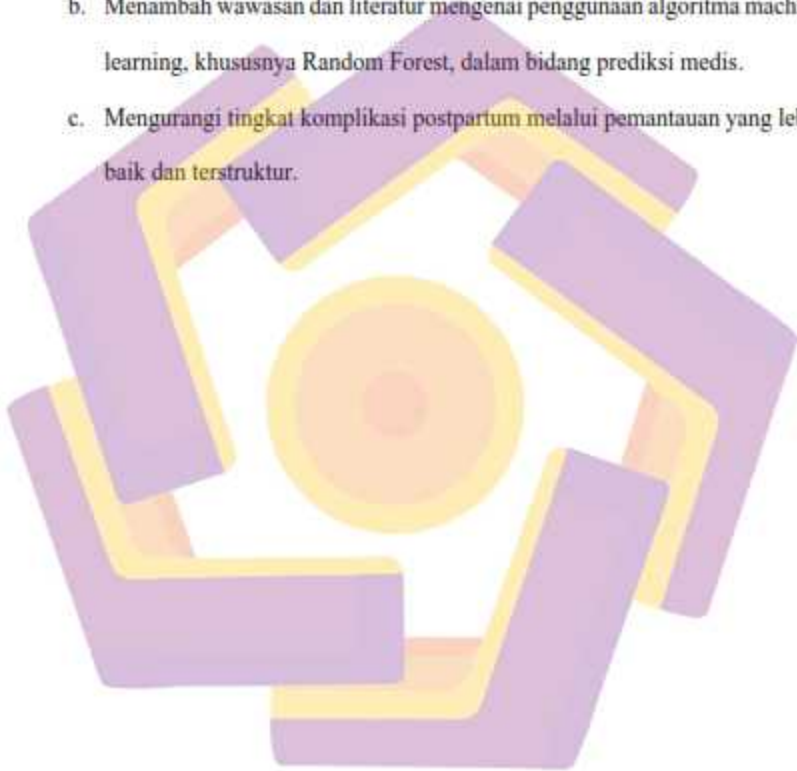 b. Menambah wawasan dan literatur mengenai penggunaan algoritma mach
learning, khususnya Random Forest, dalam bidang prediksi medis.
c. Mengurangi tingkat komplikasi postpartum melalui pemantauan yang le
baik dan terstruktur.